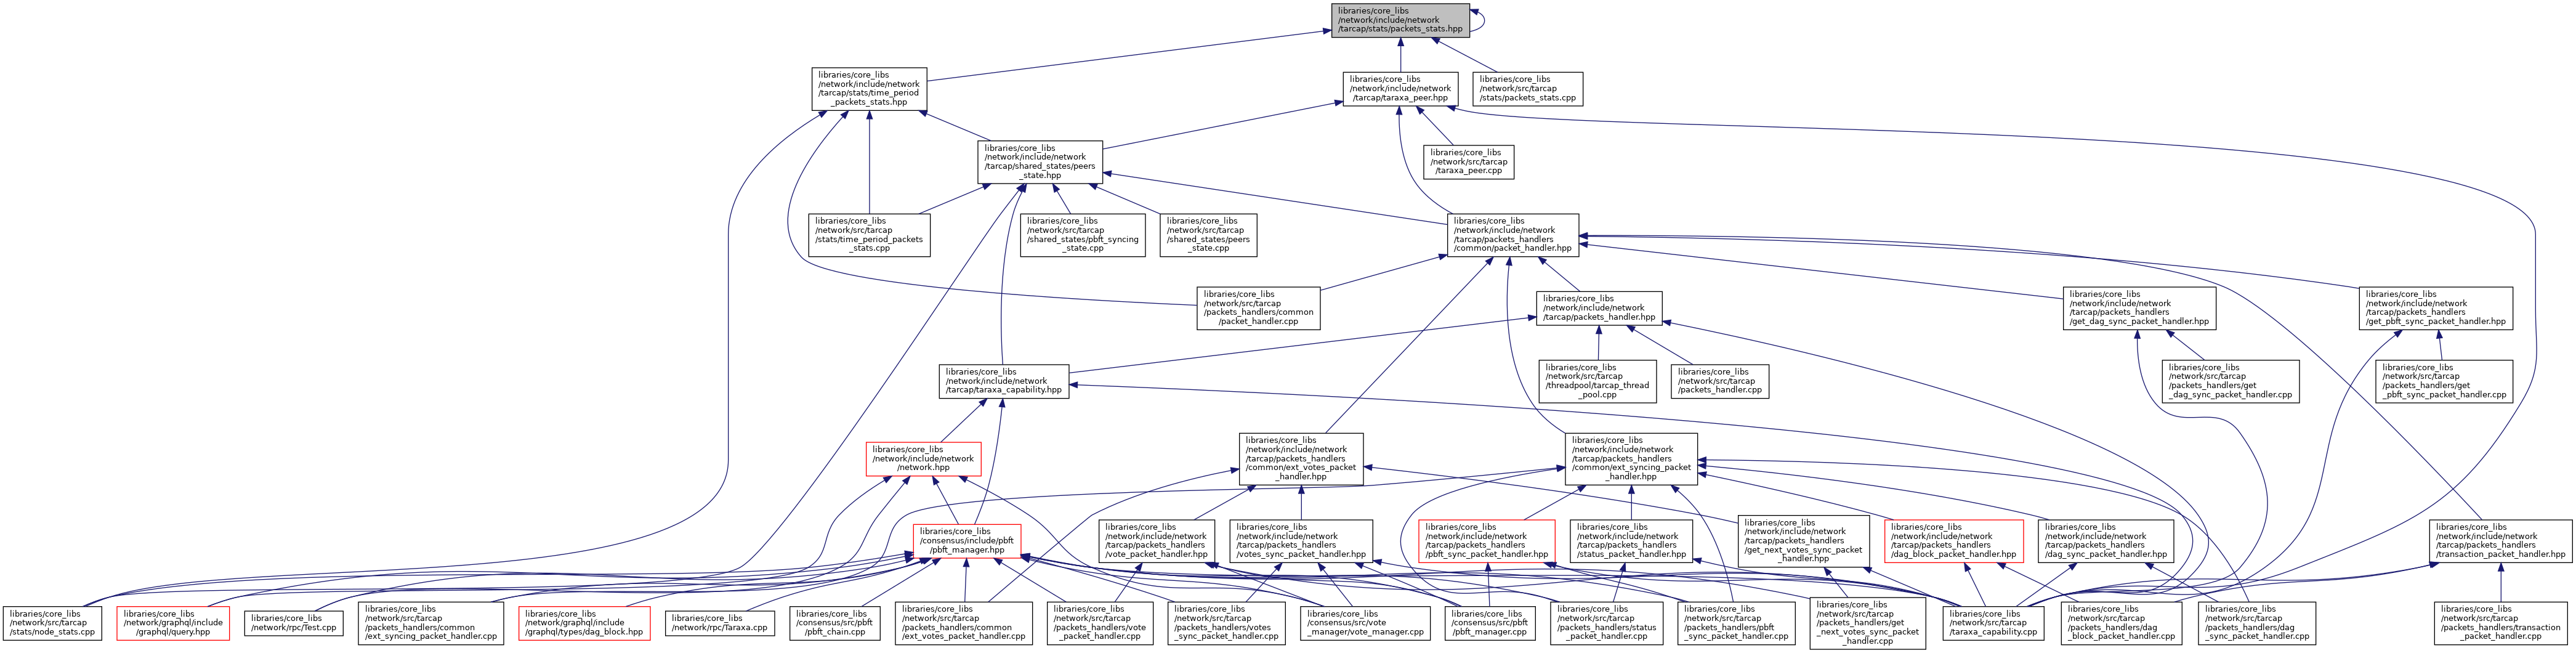 libraries/core_libs
/network/include/network
/tarcap/stats/packets_stats.hpp
libraries/core_libs
/network/include/network
/tarcap/stats/time_period
_packets_stats.hpp
libraries/core_libs
/network/include/network
/tarcap/taraxa_peer.hpp
libraries/core_libs
/network/src/tarcap
/stats/packets_stats.cpp
libraries/core_libs
/network/include/network
/tarcap/shared_states/peers
_state.hpp
libraries/core_libs
/network/src/tarcap
/taraxa_peer.cpp
libraries/core_libs
/network/src/tarcap
/stats/time_period_packets
_stats.cpp
libraries/core_libs
/network/src/tarcap
/shared_states/pbft_syncing
_state.cpp
libraries/core_libs
/network/src/tarcap
/shared_states/peers
_state.cpp
libraries/core_libs
/network/include/network
/tarcap/packets_handlers
/common/packet_handler.hpp
libraries/core_libs
/network/src/tarcap
/packets_handlers/common
/packet_handler.cpp
libraries/core_libs
/network/include/network
/tarcap/packets_handler.hpp
libraries/core_libs
/network/include/network
/tarcap/packets_handlers
/get_dag_sync_packet_handler.hpp
libraries/core_libs
/network/include/network
/tarcap/packets_handlers
/get_pbft_sync_packet_handler.hpp
libraries/core_libs
/network/include/network
/tarcap/taraxa_capability.hpp
libraries/core_libs
/network/src/tarcap
/threadpool/tarcap_thread
_pool.cpp
libraries/core_libs
/network/src/tarcap
/packets_handler.cpp
libraries/core_libs
/network/src/tarcap
/packets_handlers/get
_dag_sync_packet_handler.cpp
libraries/core_libs
/network/src/tarcap
/packets_handlers/get
_pbft_sync_packet_handler.cpp
libraries/core_libs
/network/include/network
/network.hpp
libraries/core_libs
/network/include/network
/tarcap/packets_handlers
/common/ext_votes_packet
_handler.hpp
libraries/core_libs
/network/include/network
/tarcap/packets_handlers
/common/ext_syncing_packet
_handler.hpp
libraries/core_libs
/consensus/include/pbft
/pbft_manager.hpp
libraries/core_libs
/network/include/network
/tarcap/packets_handlers
/vote_packet_handler.hpp
libraries/core_libs
/network/include/network
/tarcap/packets_handlers
/votes_sync_packet_handler.hpp
libraries/core_libs
/network/include/network
/tarcap/packets_handlers
/pbft_sync_packet_handler.hpp
libraries/core_libs
/network/include/network
/tarcap/packets_handlers
/status_packet_handler.hpp
libraries/core_libs
/network/include/network
/tarcap/packets_handlers
/get_next_votes_sync_packet
_handler.hpp
libraries/core_libs
/network/include/network
/tarcap/packets_handlers
/dag_block_packet_handler.hpp
libraries/core_libs
/network/include/network
/tarcap/packets_handlers
/dag_sync_packet_handler.hpp
libraries/core_libs
/network/include/network
/tarcap/packets_handlers
/transaction_packet_handler.hpp
libraries/core_libs
/network/src/tarcap
/stats/node_stats.cpp
libraries/core_libs
/network/graphql/include
/graphql/query.hpp
libraries/core_libs
/network/rpc/Test.cpp
libraries/core_libs
/network/src/tarcap
/packets_handlers/common
/ext_syncing_packet_handler.cpp
libraries/core_libs
/network/graphql/include
/graphql/types/dag_block.hpp
libraries/core_libs
/network/rpc/Taraxa.cpp
libraries/core_libs
/consensus/src/pbft
/pbft_chain.cpp
libraries/core_libs
/network/src/tarcap
/packets_handlers/common
/ext_votes_packet_handler.cpp
libraries/core_libs
/network/src/tarcap
/packets_handlers/vote
_packet_handler.cpp
libraries/core_libs
/network/src/tarcap
/packets_handlers/votes
_sync_packet_handler.cpp
libraries/core_libs
/consensus/src/vote
_manager/vote_manager.cpp
libraries/core_libs
/consensus/src/pbft
/pbft_manager.cpp
libraries/core_libs
/network/src/tarcap
/packets_handlers/status
_packet_handler.cpp
libraries/core_libs
/network/src/tarcap
/packets_handlers/pbft
_sync_packet_handler.cpp
libraries/core_libs
/network/src/tarcap
/packets_handlers/get
_next_votes_sync_packet
_handler.cpp
libraries/core_libs
/network/src/tarcap
/taraxa_capability.cpp
libraries/core_libs
/network/src/tarcap
/packets_handlers/dag
_block_packet_handler.cpp
libraries/core_libs
/network/src/tarcap
/packets_handlers/dag
_sync_packet_handler.cpp
libraries/core_libs
/network/src/tarcap
/packets_handlers/transaction
_packet_handler.cpp